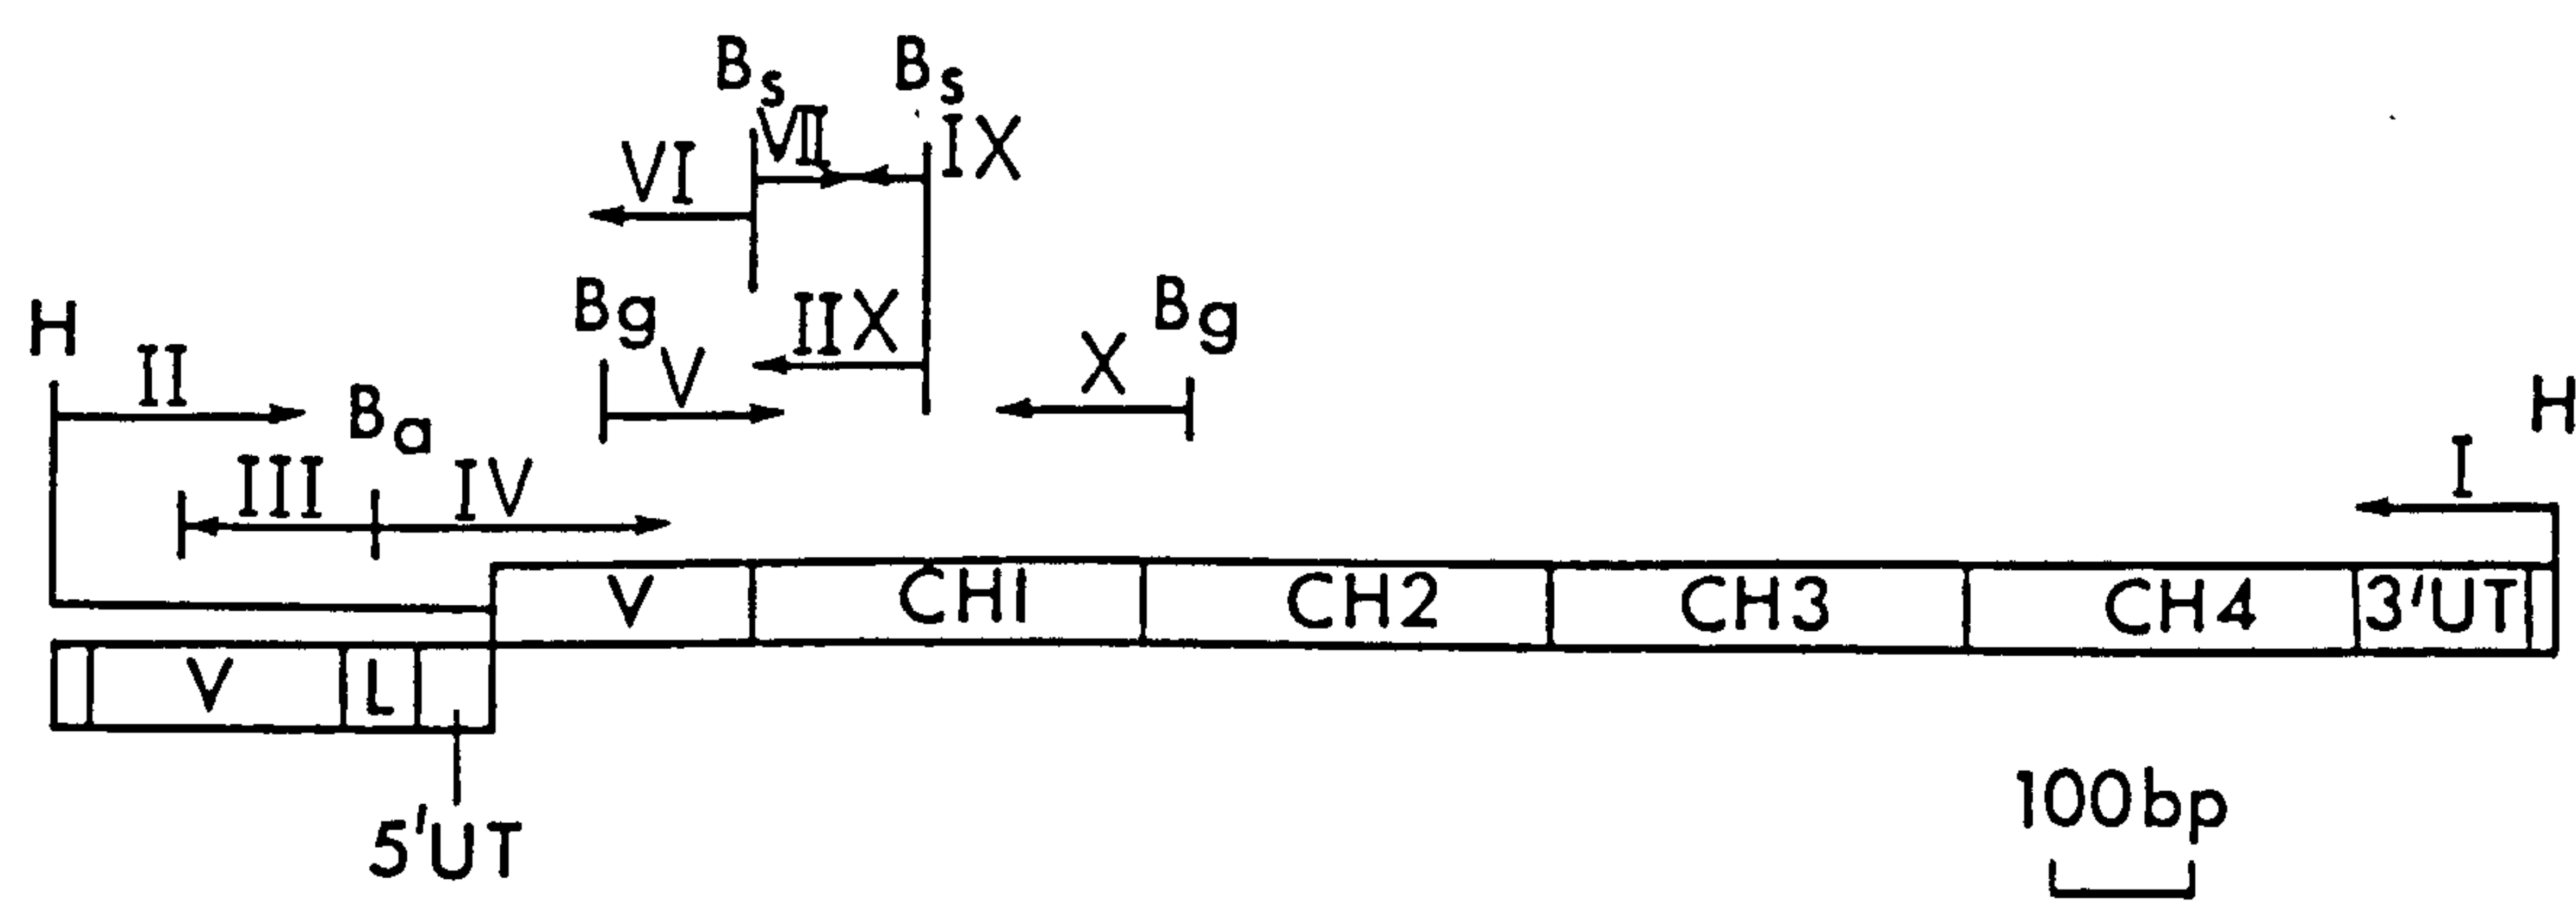 Bs Bs
VII IX
VI
Bg IIX Bg
H II V X H
Ba
III IV I
V CH1 CH2 CH3 CH4 3'UT
V L
5'UT 100bp